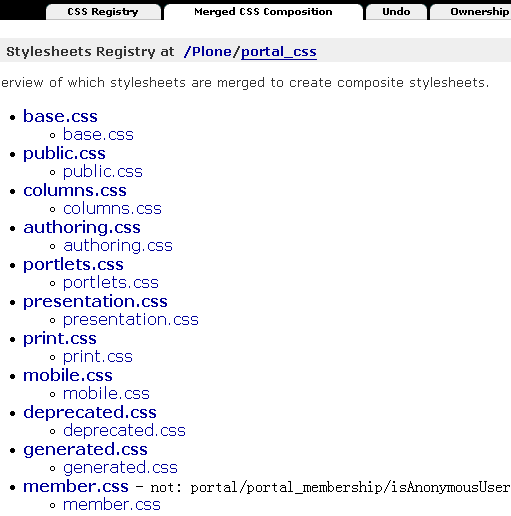 CSS Registry Merged CSS Composition Undo Ownership
Stylesheets Registry at /Plone/portal_css
erview of which stylesheets are merged to create composite stylesheets.
base.css
base.css
public.css
public.css
columns.css
columns.css
authoring.css
authoring.css
portlets.css
portlets.css
presentation.css
presentation.css
print.css
print.css
mobile.css
mobile.css
deprecated.css
deprecated.css
generated.css
generated.css
member.css - not: portal/portal_membership/isAnonymousUser
member.css